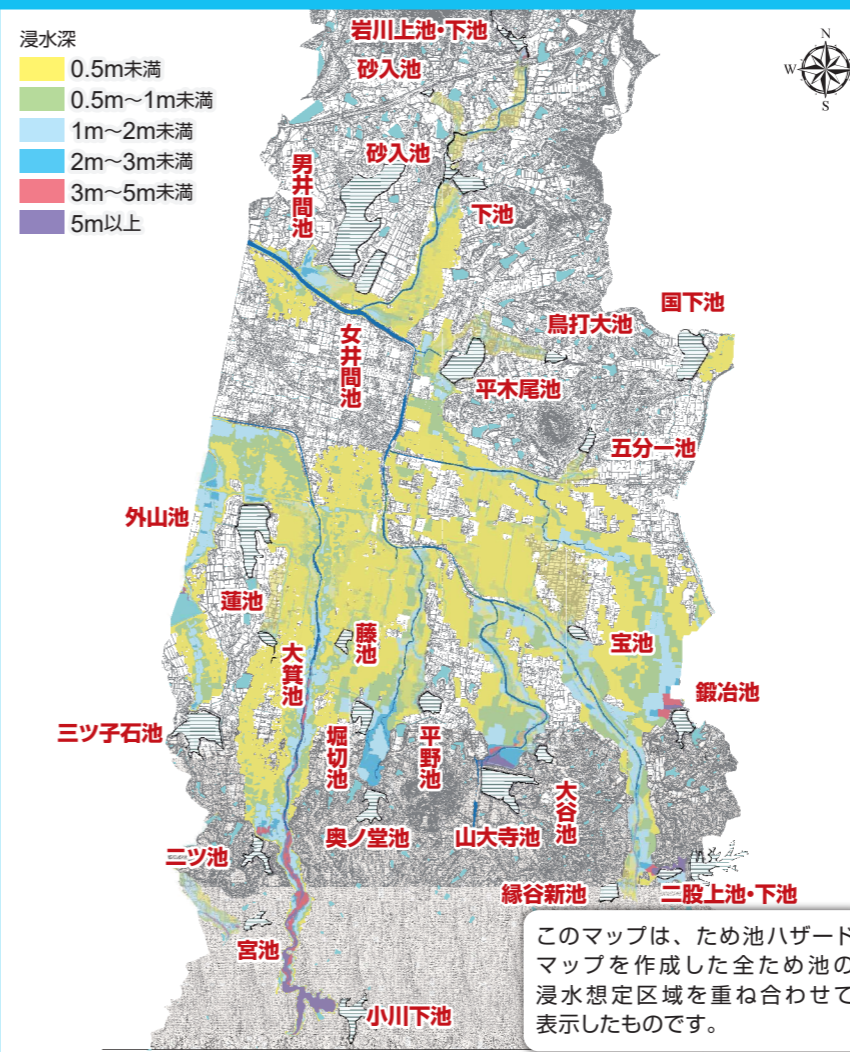 浸水深
0.5m未満
0.5m～1m未満
1m～2m未満
2m～3m未満
3m～5m未満
5m以上
N
W
S
岩川上池・下池
砂入池
砂入池
男井間池
下池
国下池
鳥打大池
女井間池
平木尾池
五分一池
外山池
蓮池
藤池
宝池
大箕池
鍛冶池
三ツ子石池
堀切池
平野池
大谷池
奥ノ堂池
山大寺池
二ツ池
縁谷新池
二股上池・下池
宮池
小川下池
このマップは、ため池ハザード
マップを作成した全ため池の
浸水想定区域を重ね合わせて
表示したものです。